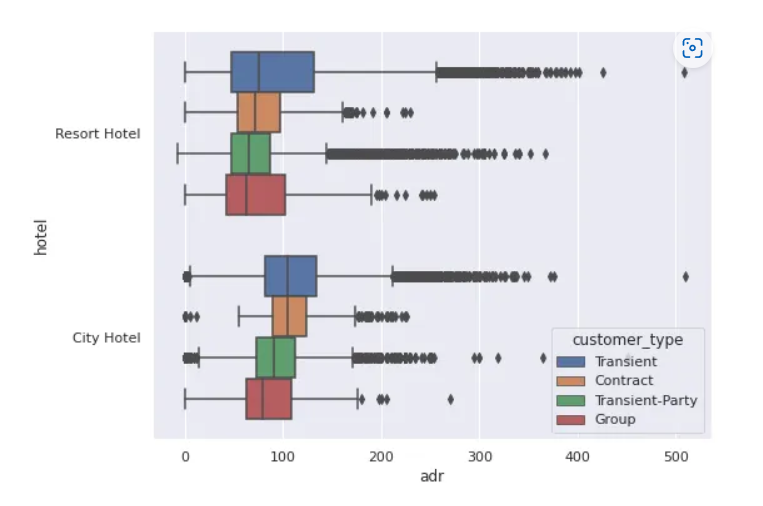 Resort Hotel
hotel
City Hotel
customer_type
Transient
Contract
Transient-Party
Group
0 100 200 300 400 500
adr